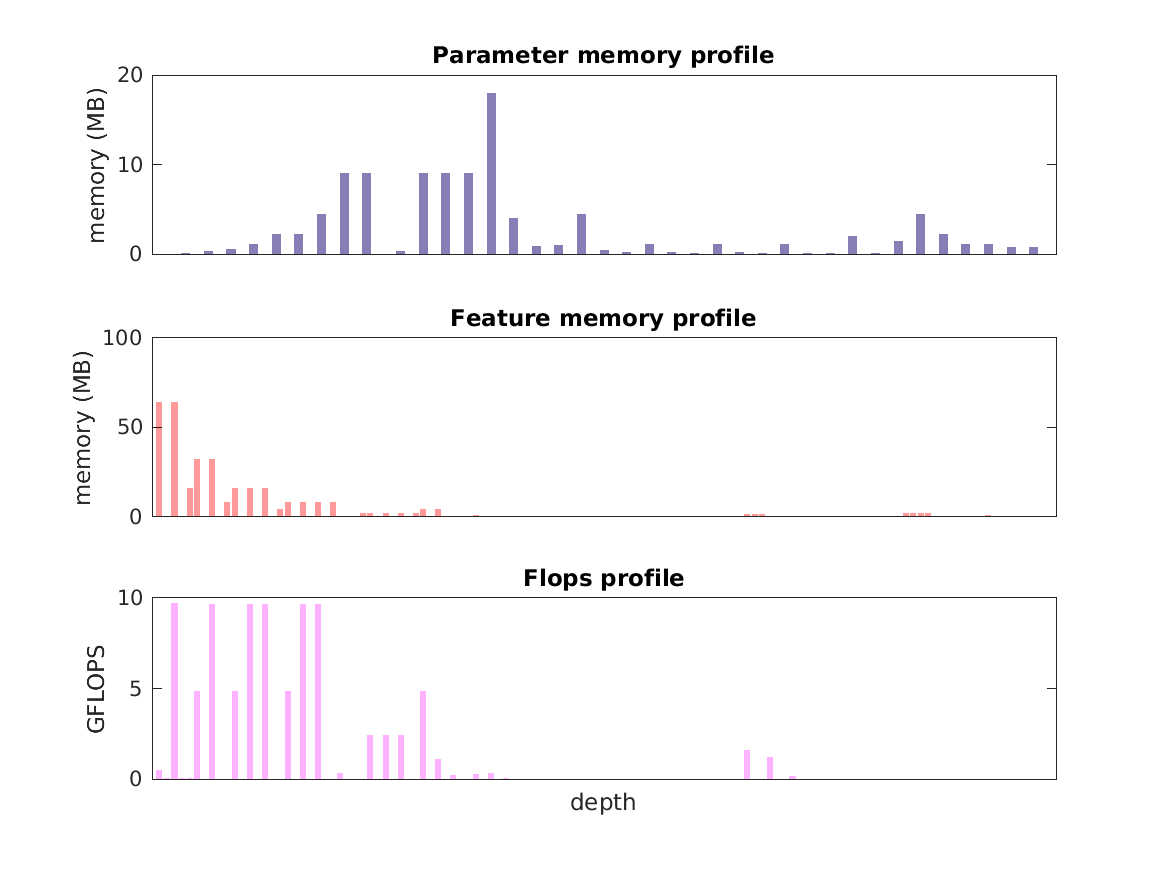 Parameter memory profile
memory (MB)
20
10
0
Feature memory profile
memory (MB)
100
50
0
Flops profile
GFLOPS
10
5
0
depth